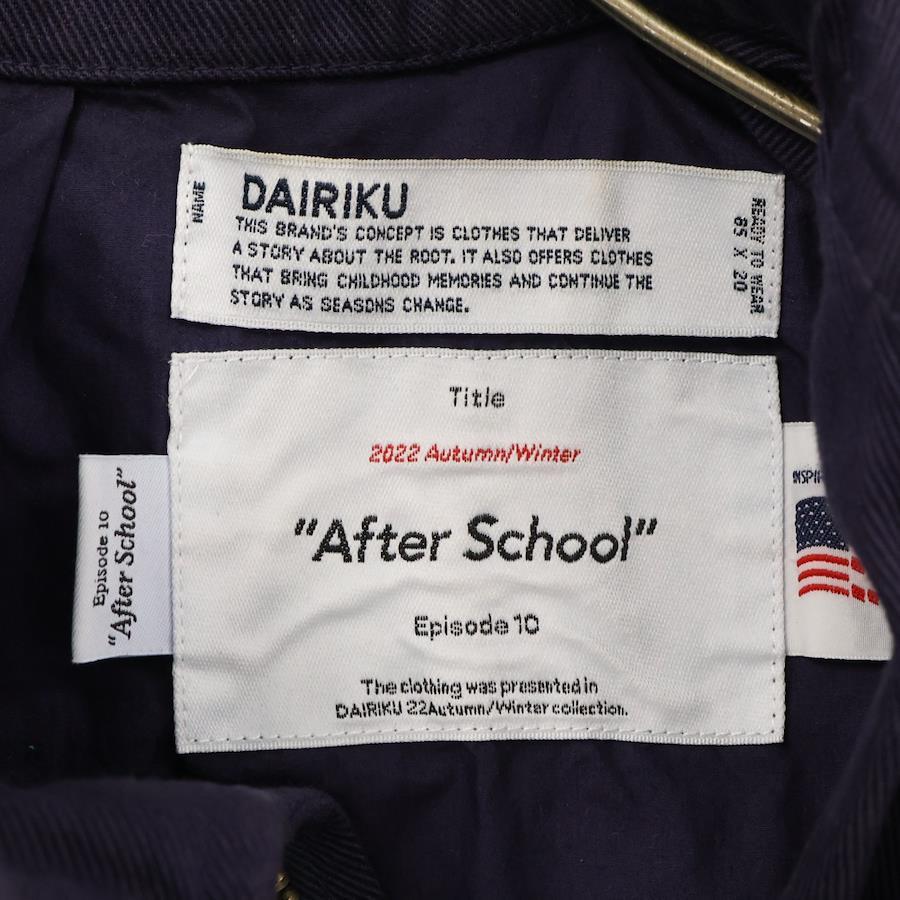 NAME
DAIRIKU
THIS BRAND'S CONCEPT IS CLOTHES THAT DELIVER
A STORY ABOUT THE ROOT. IT ALSO OFFERS CLOTHES
THAT BRING CHILDHOOD MEMORIES AND CONTINUE THE
STORY AS SEASONS CHANGE.
READY TO WEAR
85 X 20
Title
2022 Autumn/Winter
"After School"
Episode 10
The clothing was presented in
DAIRIKU 22Autumn/Winter collection.
Episode 10
"After School"